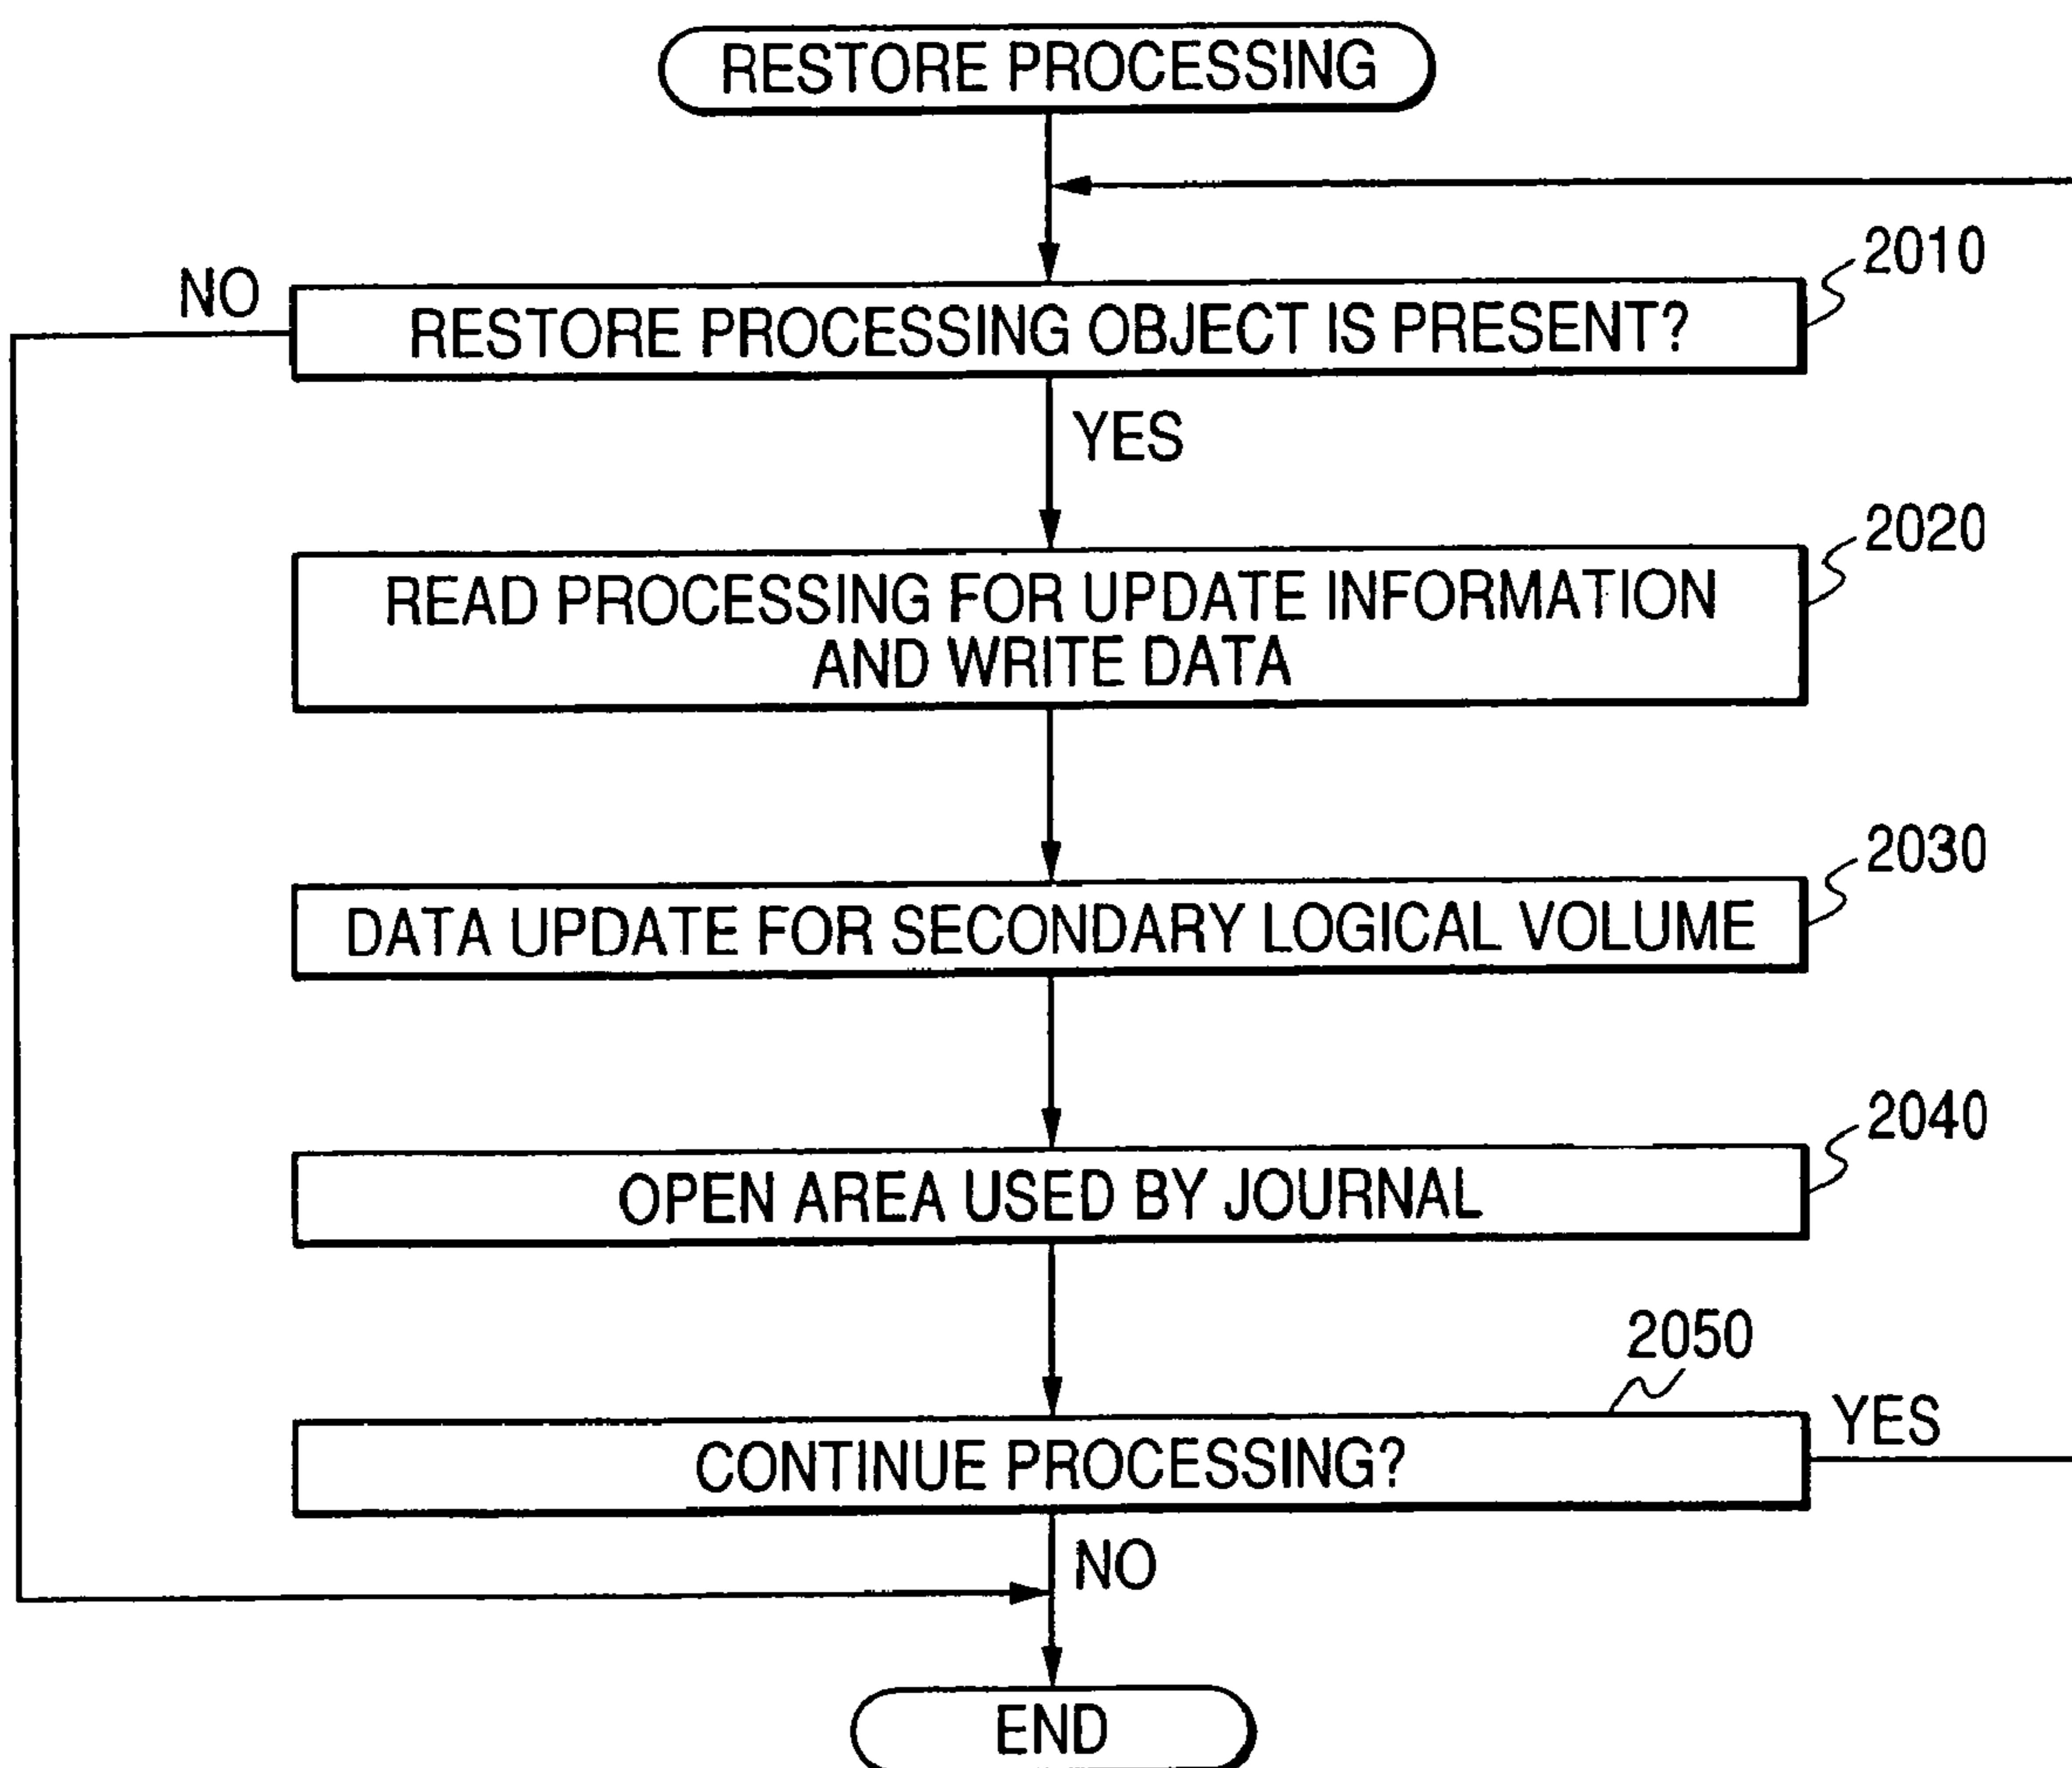 RESTORE PROCESSING
2010
NO
RESTORE PROCESSING OBJECT IS PRESENT?
YES
2020
READ PROCESSING FOR UPDATE INFORMATION
AND WRITE DATA
2030
DATA UPDATE FOR SECONDARY LOGICAL VOLUME
2040
OPEN AREA USED BY JOURNAL
2050
YES
CONTINUE PROCESSING?
NO
END